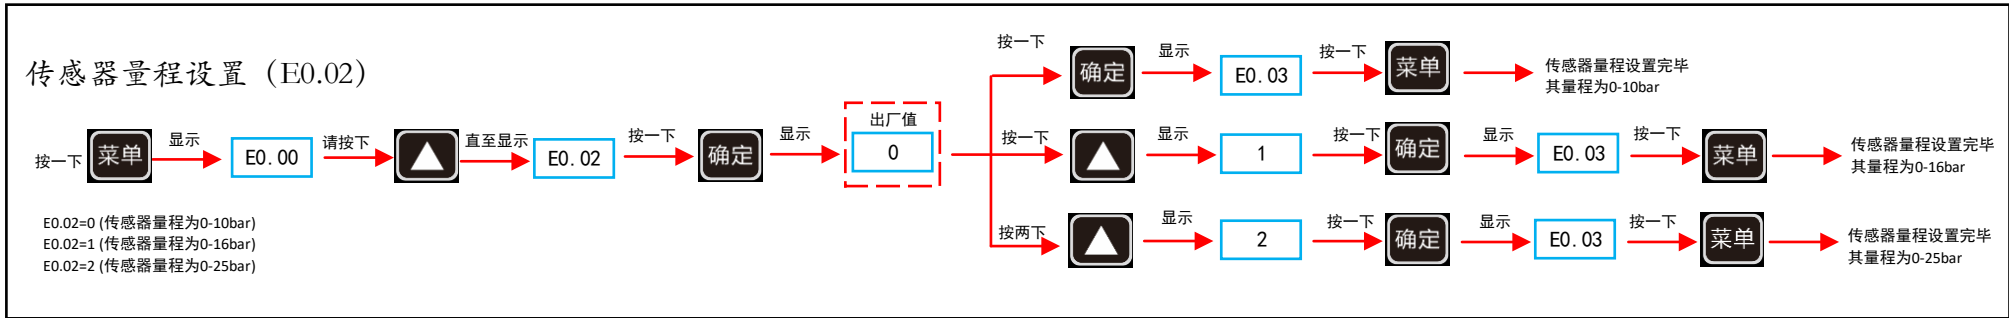 传感器量程设置（E0.02）
按一下 菜单 显示 E0.00 请按下 直至显示 E0.02 按一下 确定 显示 出厂值 0
按一下 确定 显示 E0.03 按一下 菜单 传感器量程设置完毕
其量程为0-10bar
按一下 显示 1 按一下 确定 显示 E0.03 按一下 菜单 传感器量程设置完毕
其量程为0-16bar
按两下 显示 2 按一下 确定 显示 E0.03 按一下 菜单 传感器量程设置完毕
其量程为0-25bar
E0.02=0 (传感器量程为0-10bar)
E0.02=1 (传感器量程为0-16bar)
E0.02=2 (传感器量程为0-25bar)